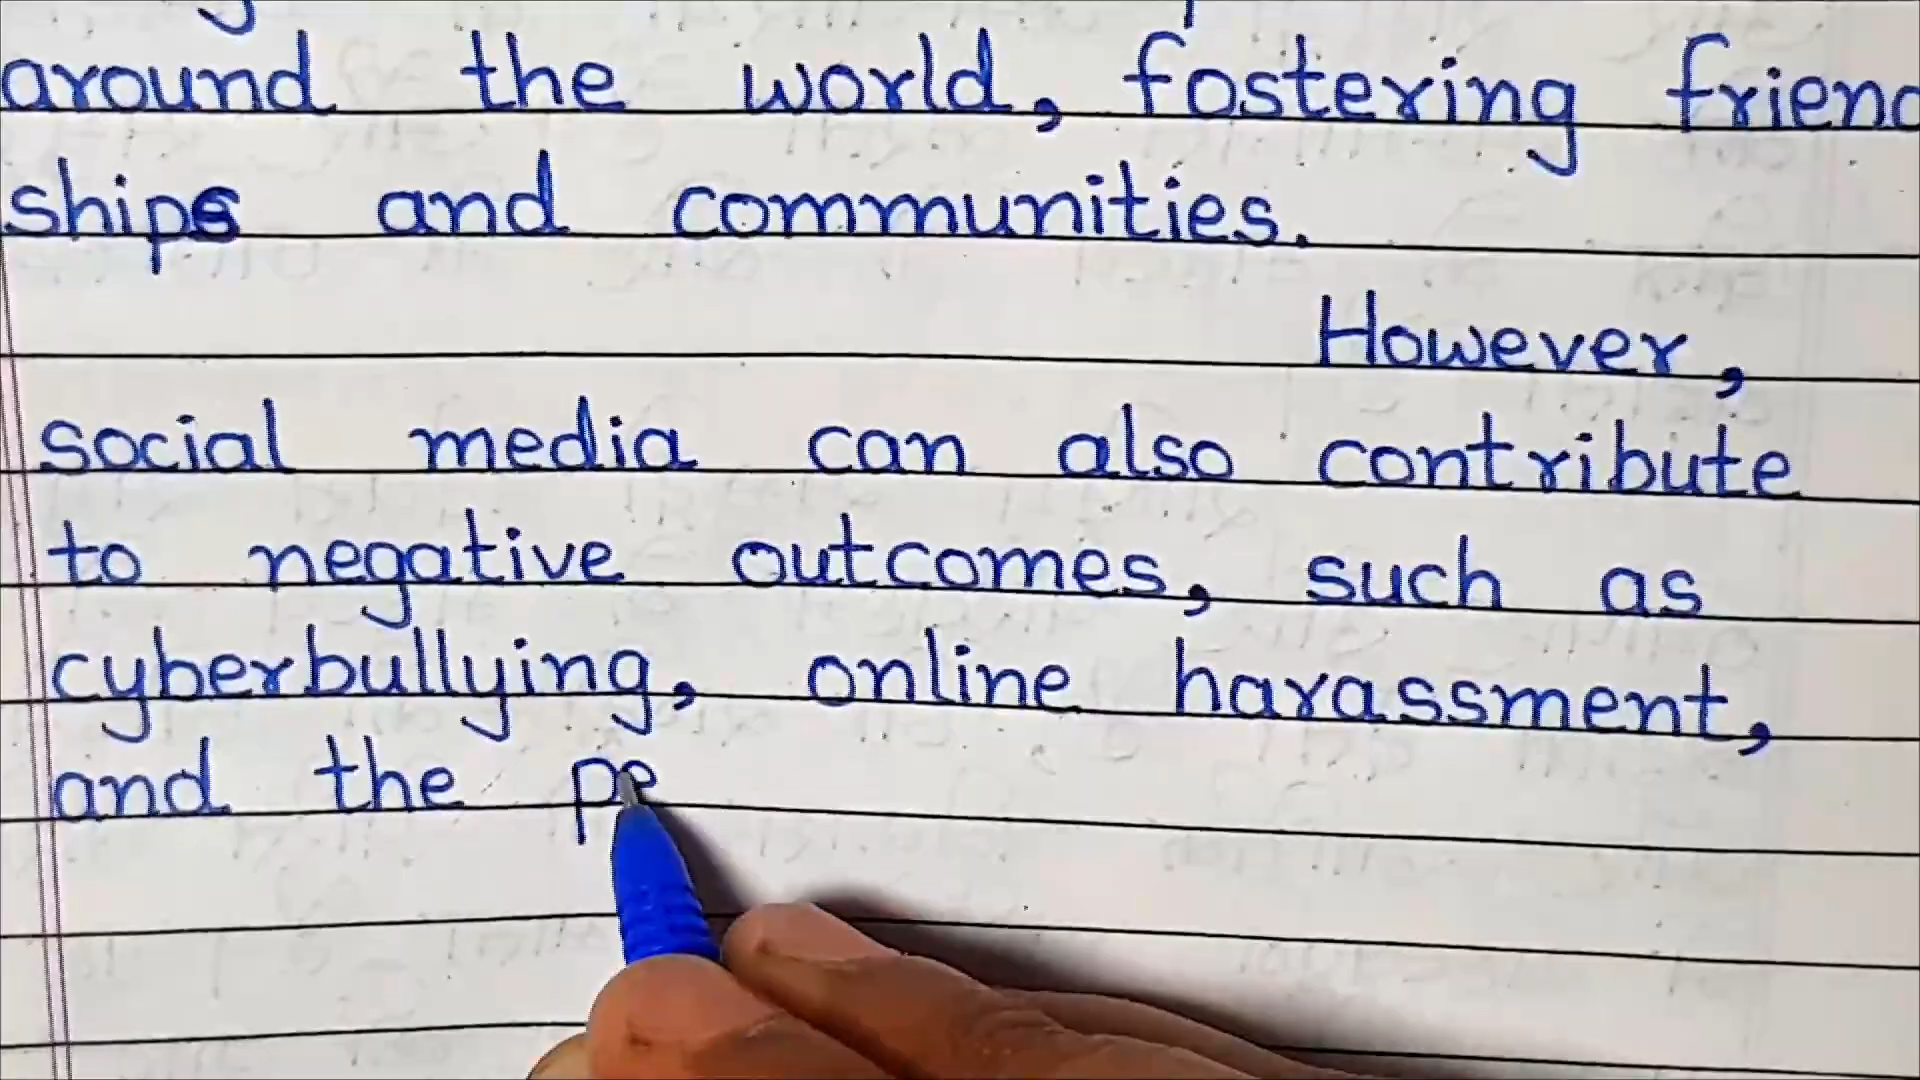 around the world, fostering friend
ships and communities.
However,
social media can also contribute
to negative outcomes, such as
cyberbullying, online harassment,
and the pe